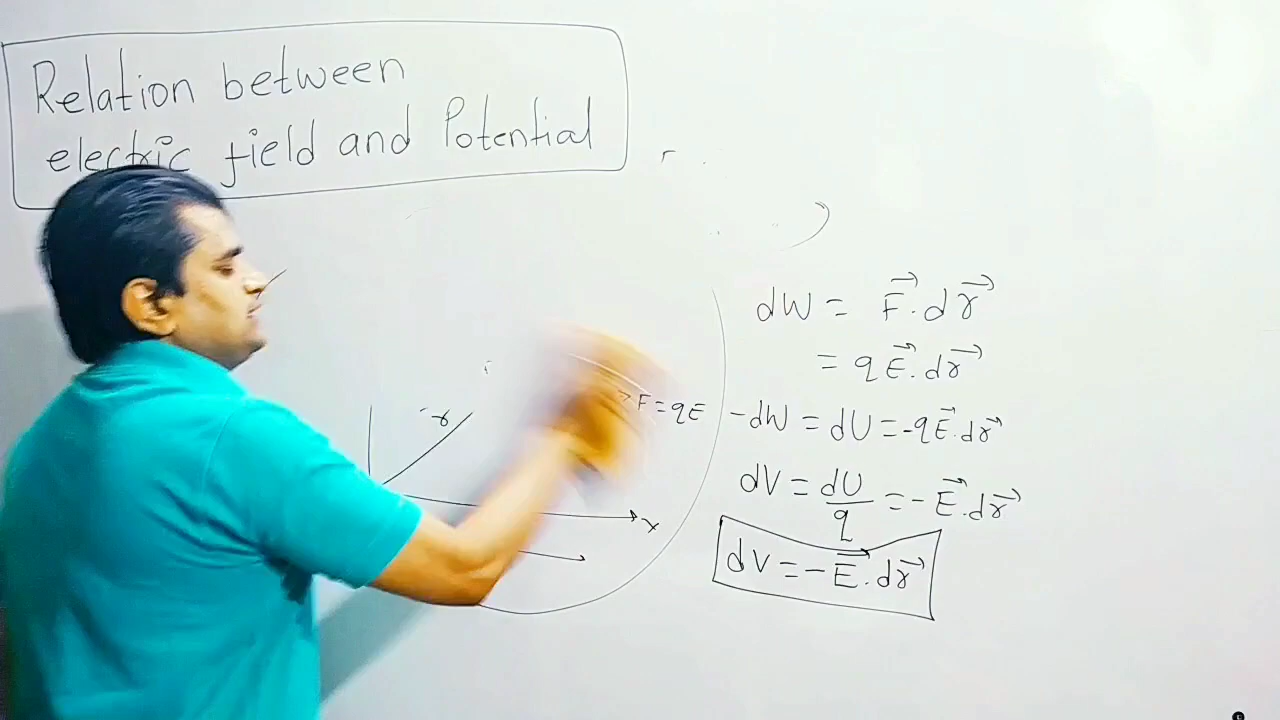 Relation between
electric field and Potential
r
F = qE
x
dW = F⃗ . dr⃗
= qE⃗ . dr⃗
-dW = dU = -qE⃗ . dr⃗
dV = dU/q = -E⃗ . dr⃗
dV = -E⃗ . dr⃗